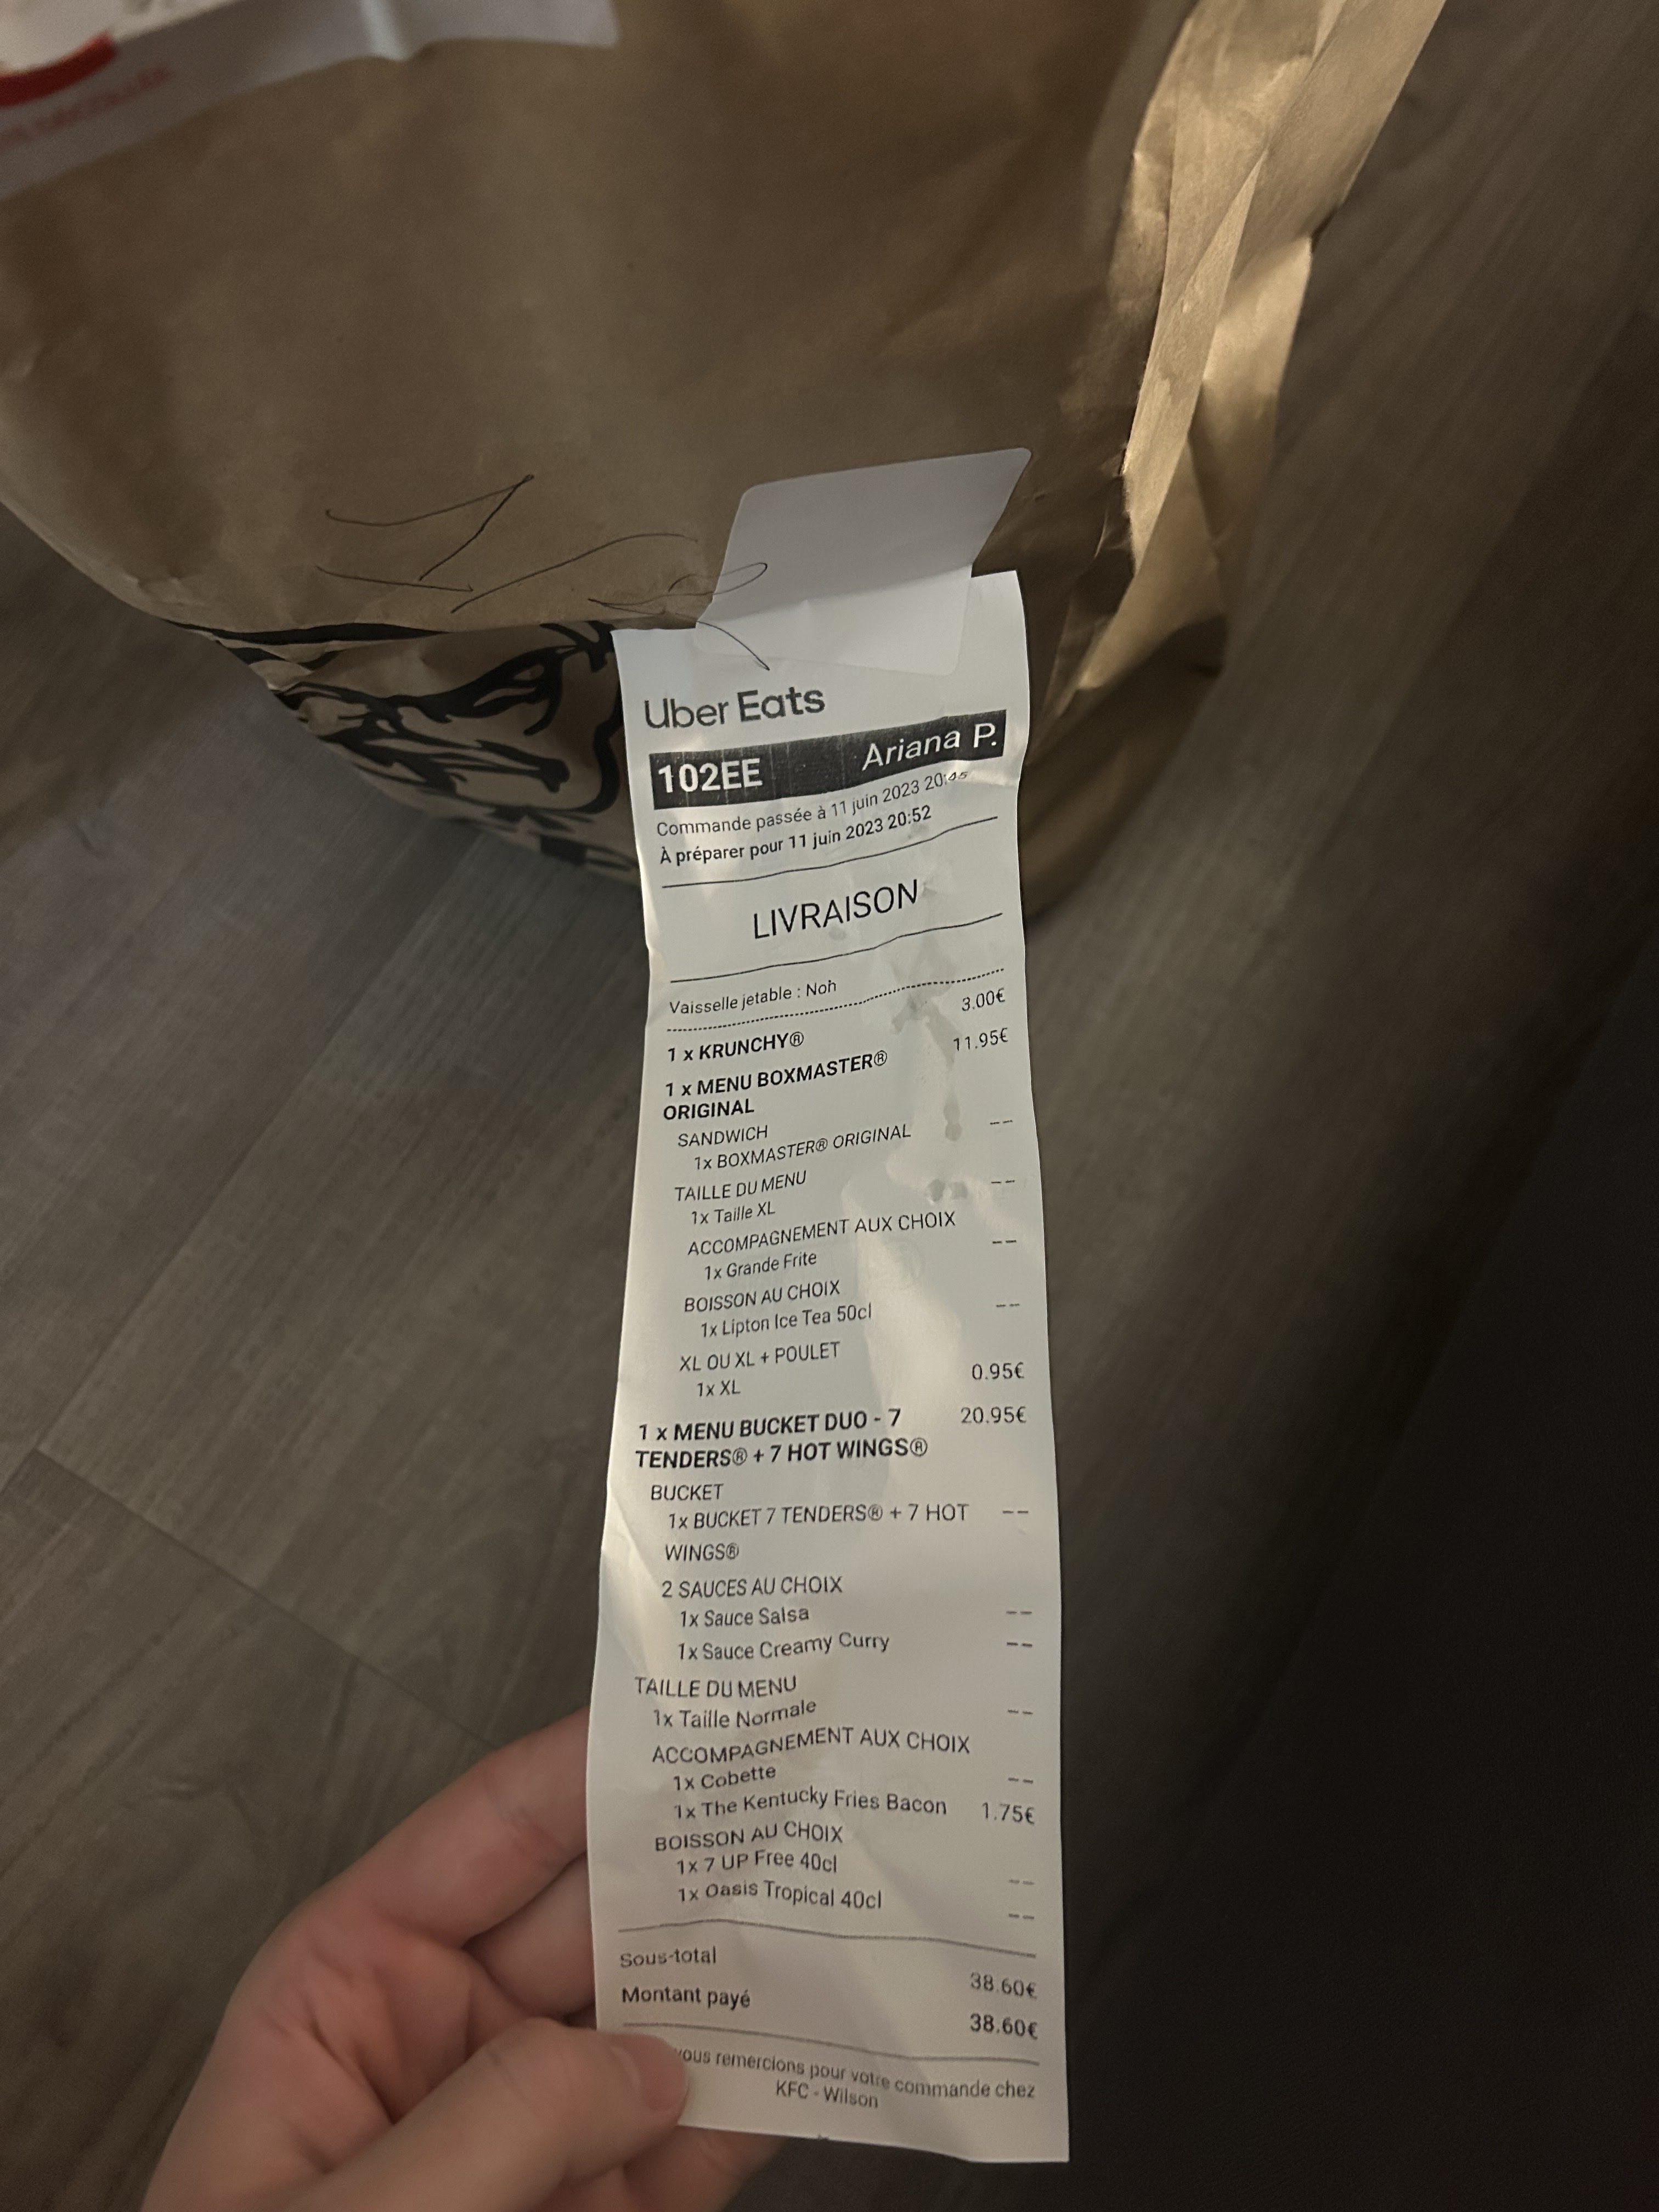 Uber Eats
102EE Ariana P.
Commande passée à 11 juin 2023 20:45
À préparer pour 11 juin 2023 20:52
LIVRAISON
Vaisselle jetable : Non
1 x KRUNCHY® 3.00€
1 x MENU BOXMASTER® 11.95€
ORIGINAL
SANDWICH
1x BOXMASTER® ORIGINAL --
TAILLE DU MENU
1x Taille XL --
ACCOMPAGNEMENT AUX CHOIX
1x Grande Frite --
BOISSON AU CHOIX
1x Lipton Ice Tea 50cl --
XL OU XL + POULET
1x XL 0.95€
1 x MENU BUCKET DUO - 7 20.95€
TENDERS® + 7 HOT WINGS®
BUCKET
1x BUCKET 7 TENDERS® + 7 HOT --
WINGS®
2 SAUCES AU CHOIX
1x Sauce Salsa --
1x Sauce Creamy Curry --
TAILLE DU MENU
1x Taille Normale --
ACCOMPAGNEMENT AUX CHOIX
1x Cobette --
1x The Kentucky Fries Bacon 1.75€
BOISSON AU CHOIX
1x 7 UP Free 40cl --
1x Oasis Tropical 40cl --
Sous-total 38.60€
Montant payé 38.60€
vous remercions pour votre commande chez
KFC - Wilson